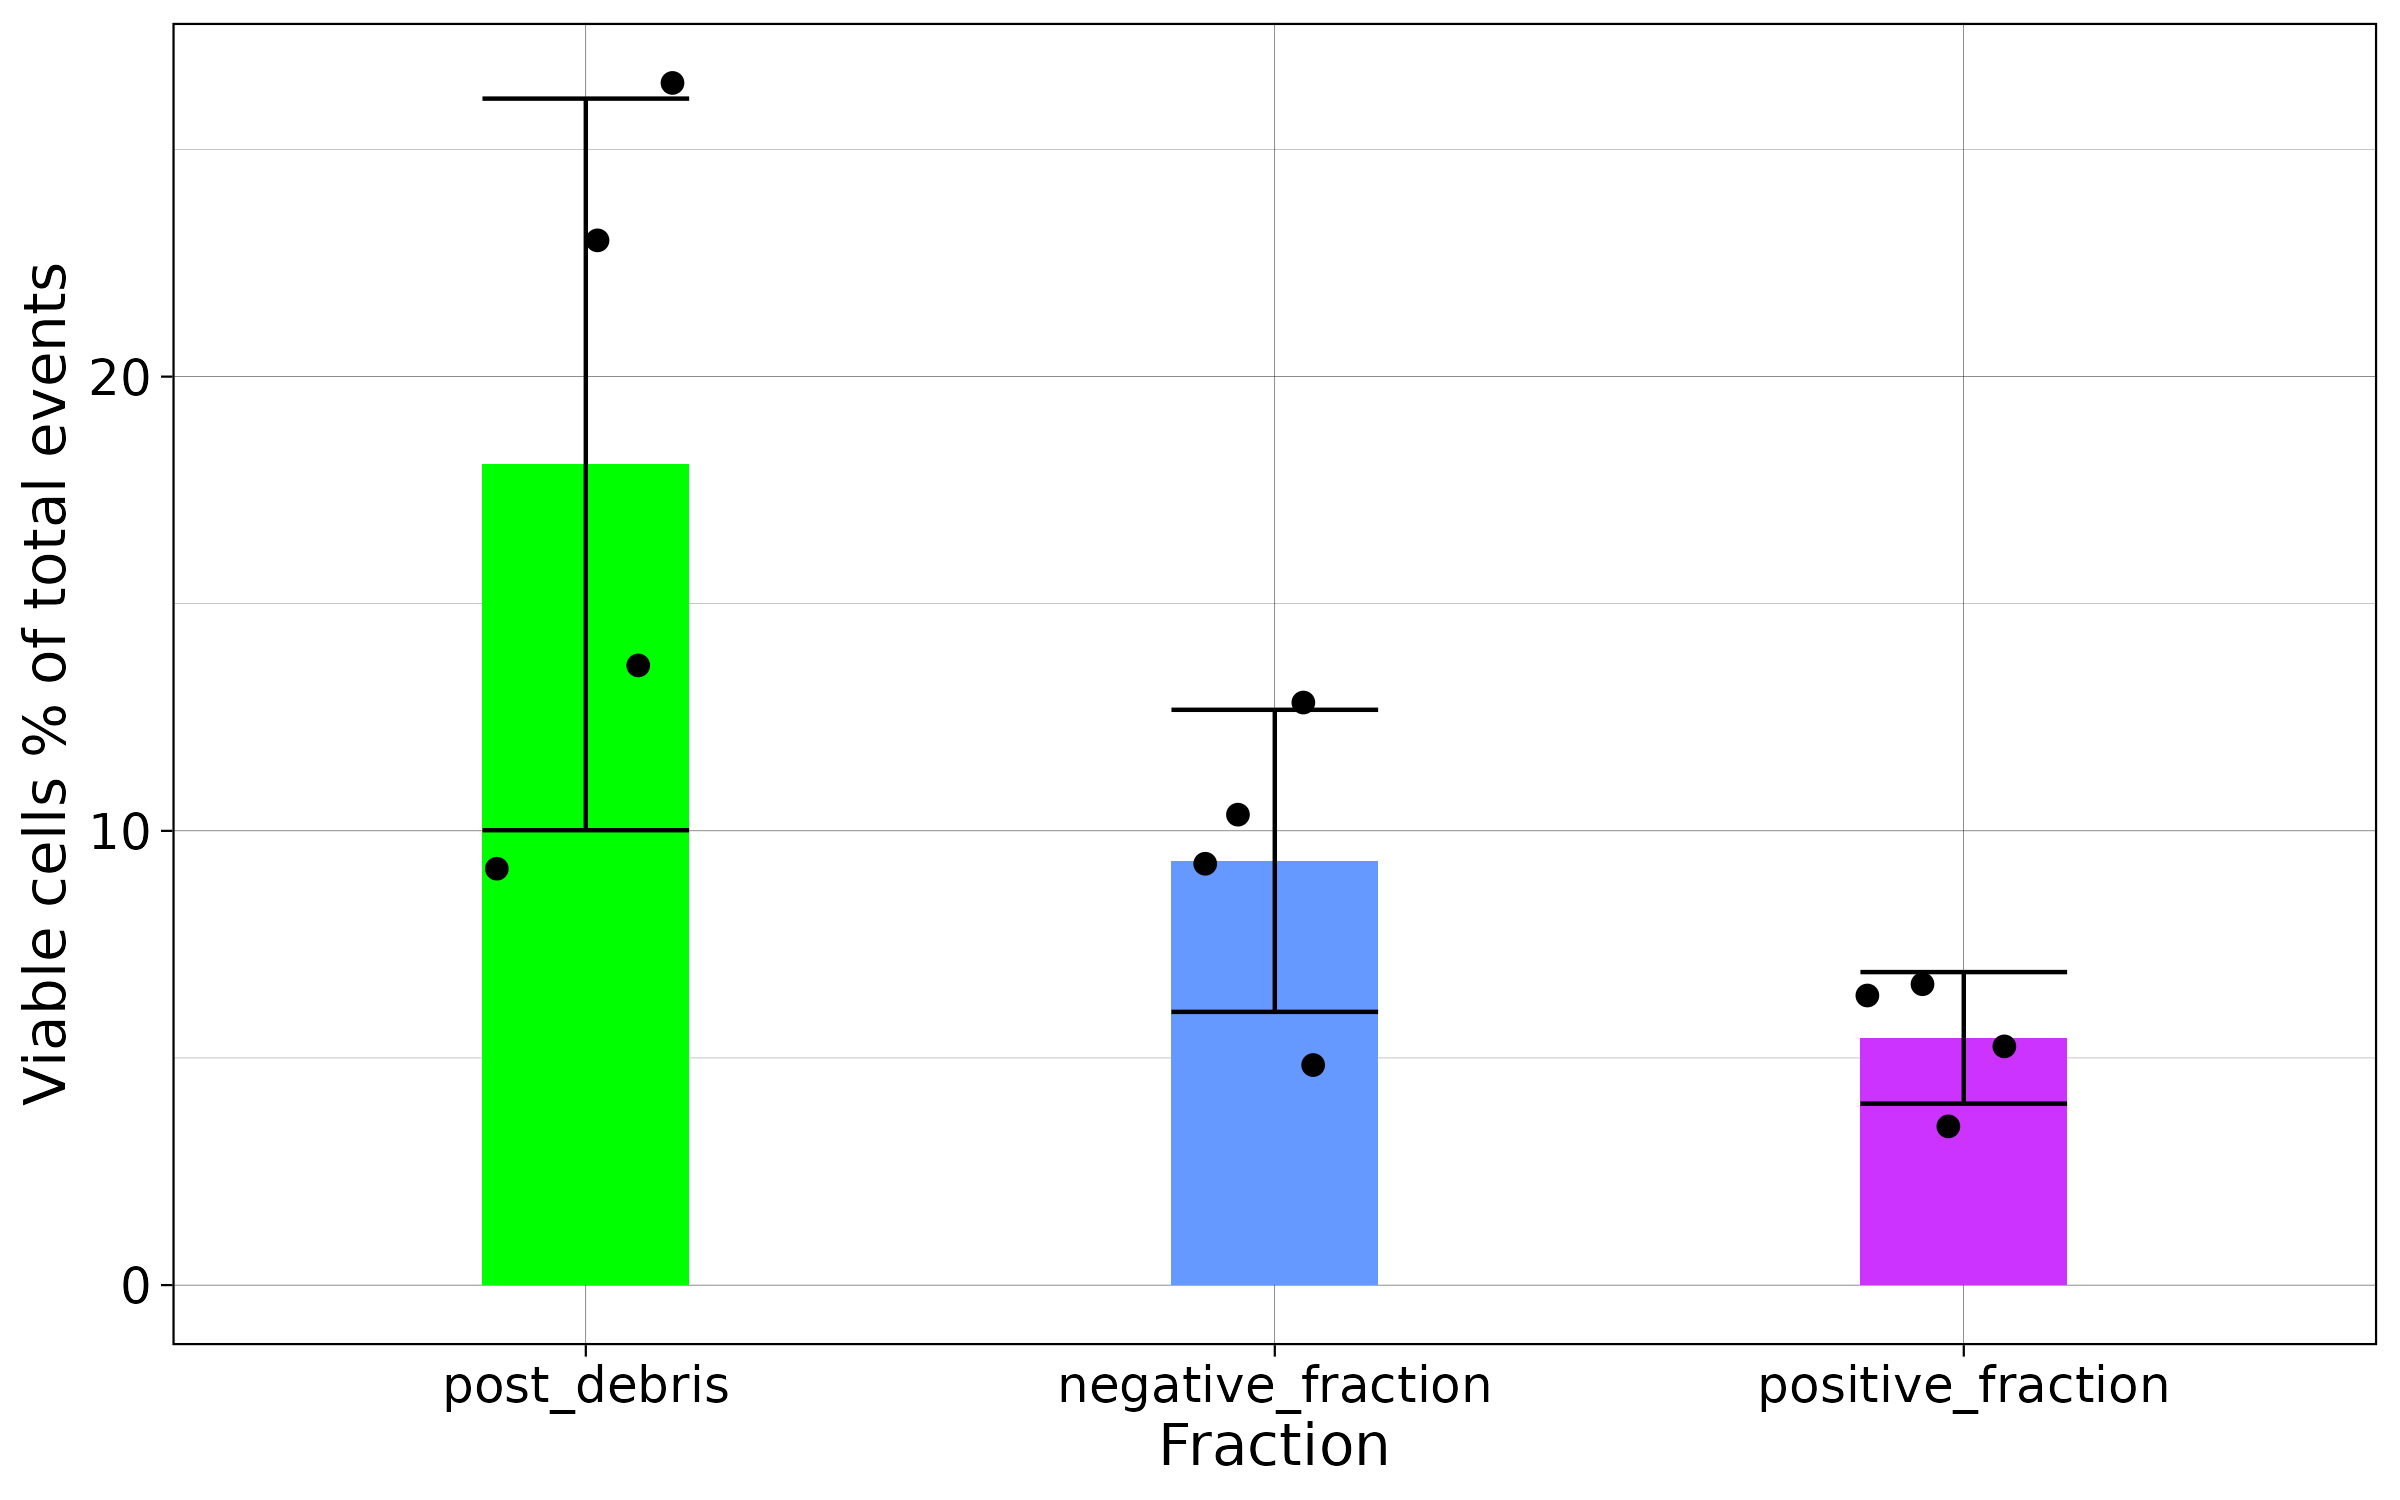 Viable cells % of total events
20
10
0
post_debris negative_fraction positive_fraction
Fraction